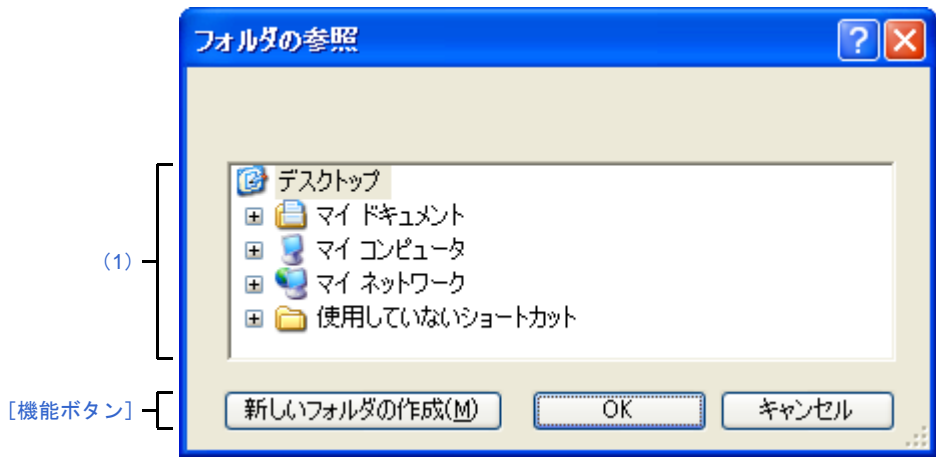 フォルダの参照
デスクトップ
マイ ドキュメント
マイ コンピュータ
(1)
マイ ネットワーク
使用していないショートカット
[機能ボタン]
新しいフォルダの作成(M)
OK
キャンセル